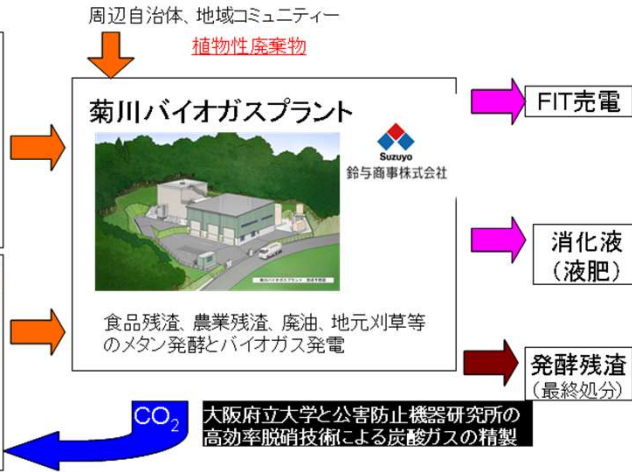 周辺自治体、地域コミュニティー
植物性廃棄物
菊川バイオガスプラント
FIT売電
Suzuyo
鈴与商事株式会社
消化液
（液肥）
食品残渣、農業残渣、廃油、地元刈草等
のメタン発酵とバイオガス発電
発酵残渣
（最終処分）
CO2
大阪府立大学と公害防止機器研究所の
高効率脱硝技術による炭酸ガスの精製